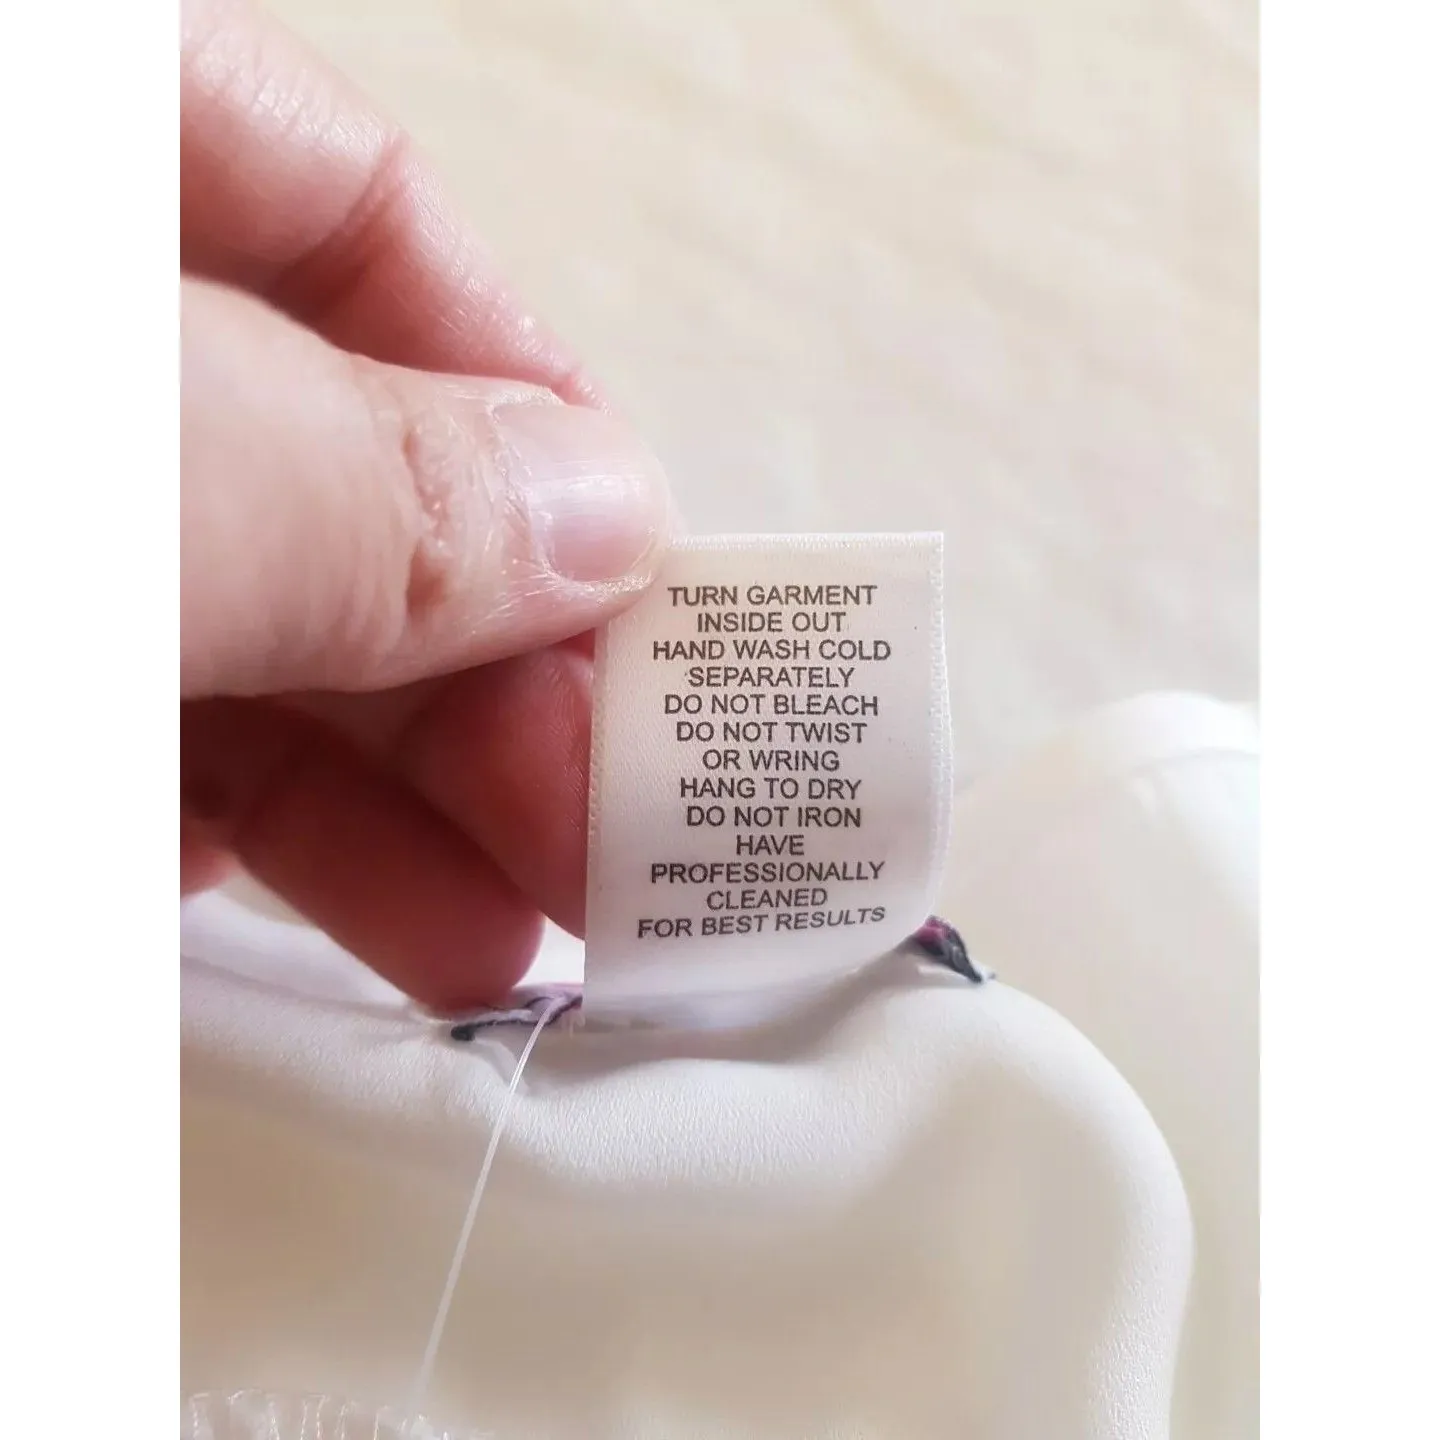 TURN GARMENT
INSIDE OUT
HAND WASH COLD
SEPARATELY
DO NOT BLEACH
DO NOT TWIST
OR WRING
HANG TO DRY
DO NOT IRON
HAVE
PROFESSIONALLY
CLEANED
FOR BEST RESULTS